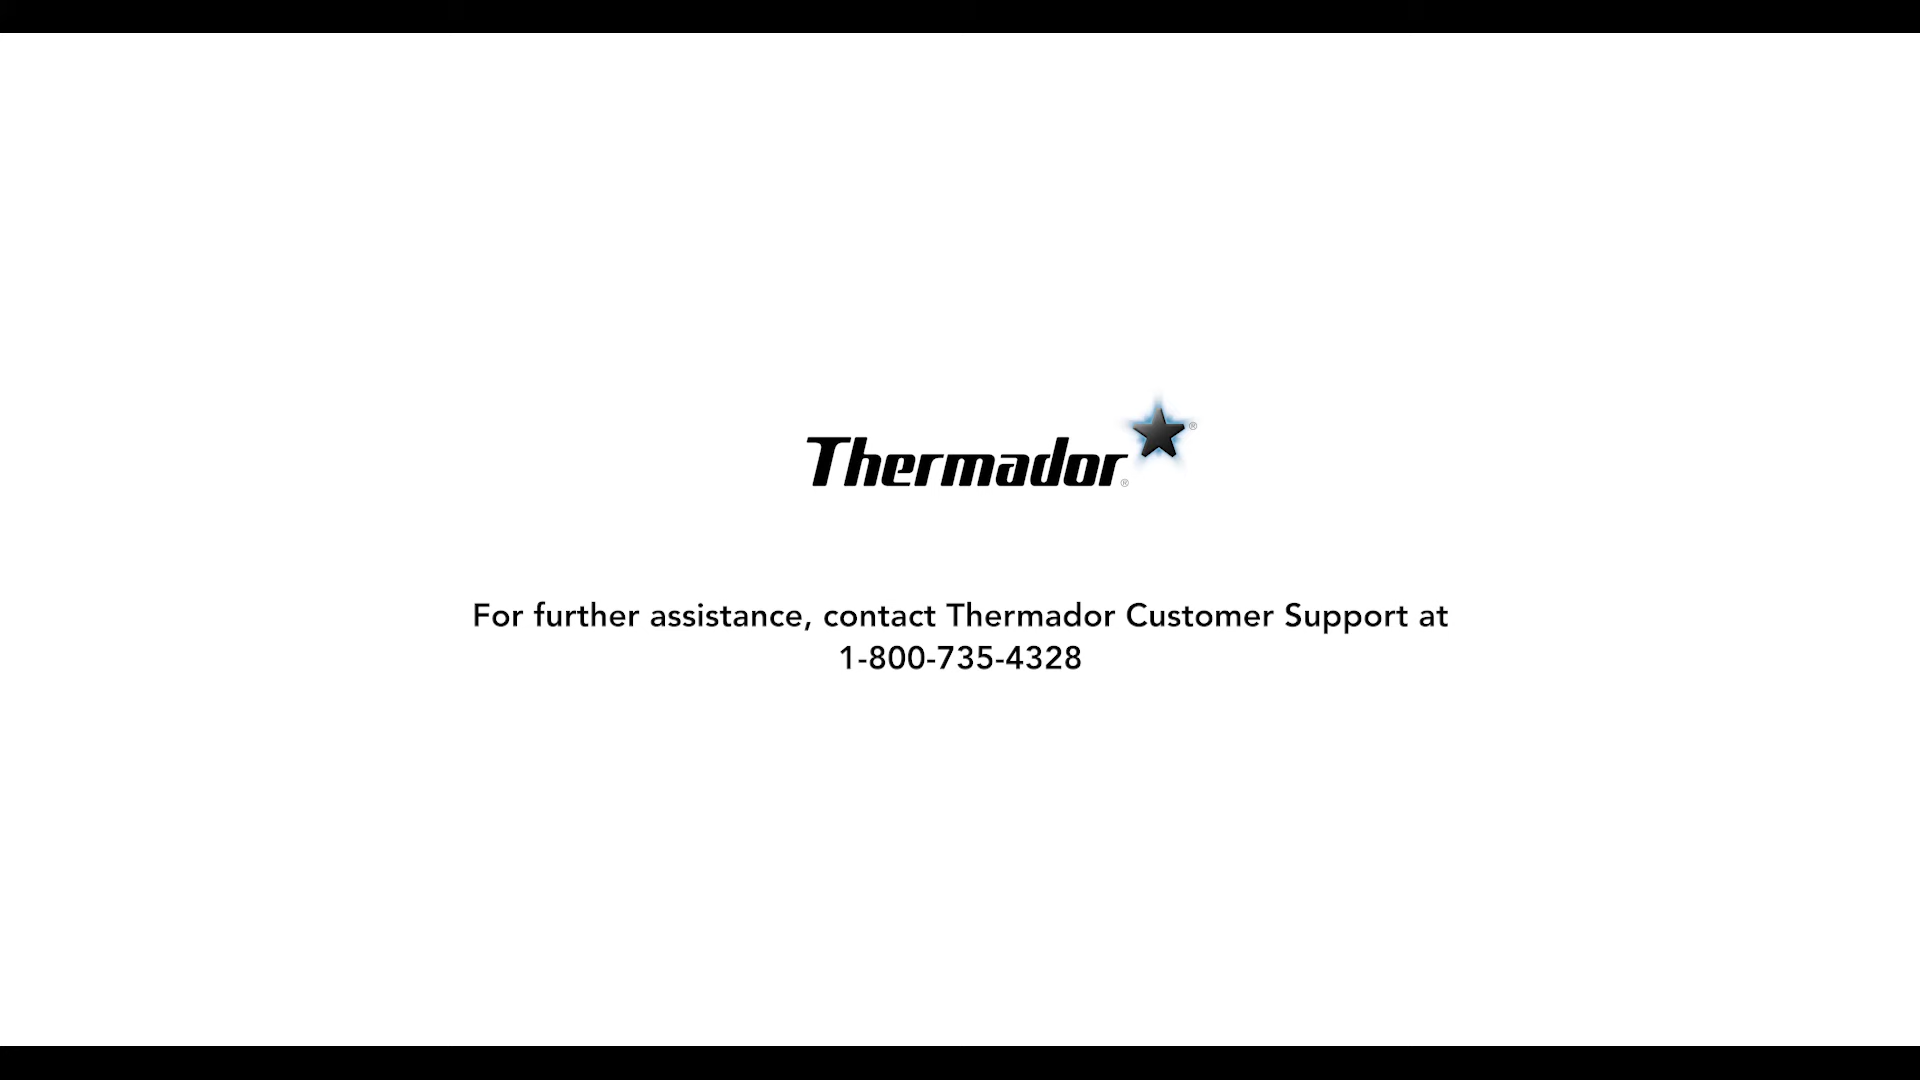 Thermador®
For further assistance, contact Thermador Customer Support at
1-800-735-4328